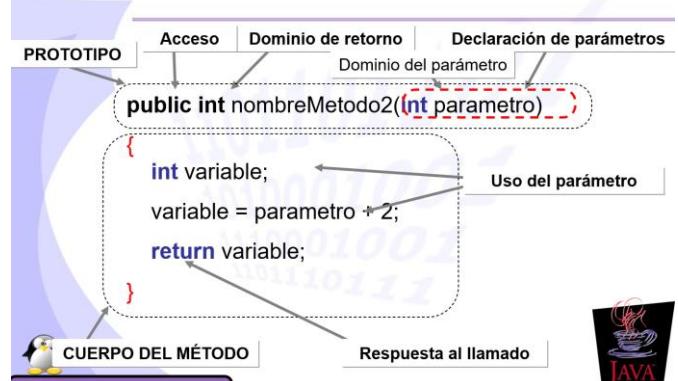 PROTOTIPO
Acceso
Dominio de retorno
Declaración de parámetros
Dominio del parámetro
public int nombreMetodo2(int parametro)
{
int variable;
Uso del parámetro
variable = parametro + 2;
return variable;
}
CUERPO DEL MÉTODO
Respuesta al llamado
JAVA